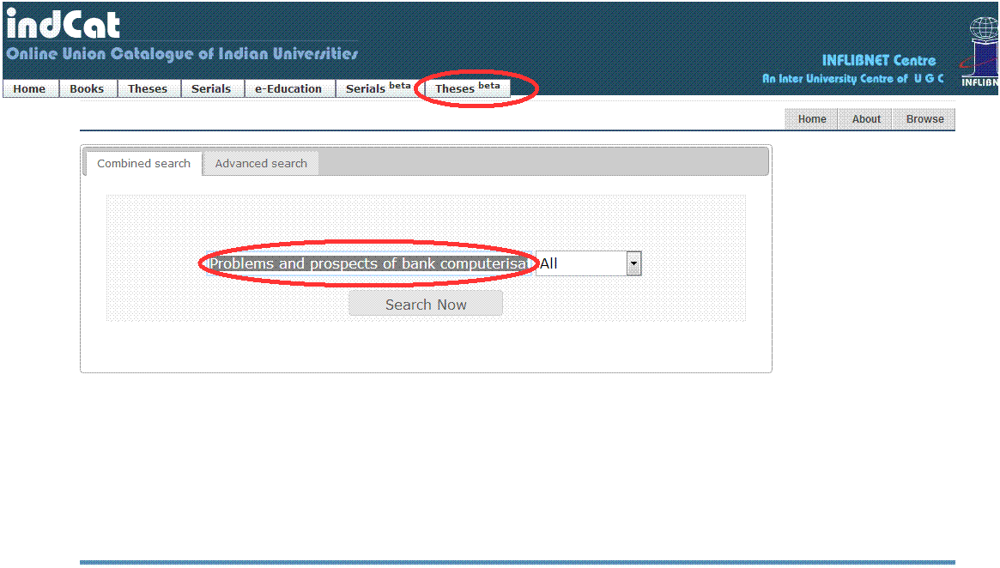 indCat
Online Union Catalogue of Indian Universities
INFLIBNET Centre
An Inter University Centre of U G C
Home Books Theses Serials e-Education Serials beta Theses beta
Home About Browse
Combined search Advanced search
Problems and prospects of bank computerisa All
Search Now